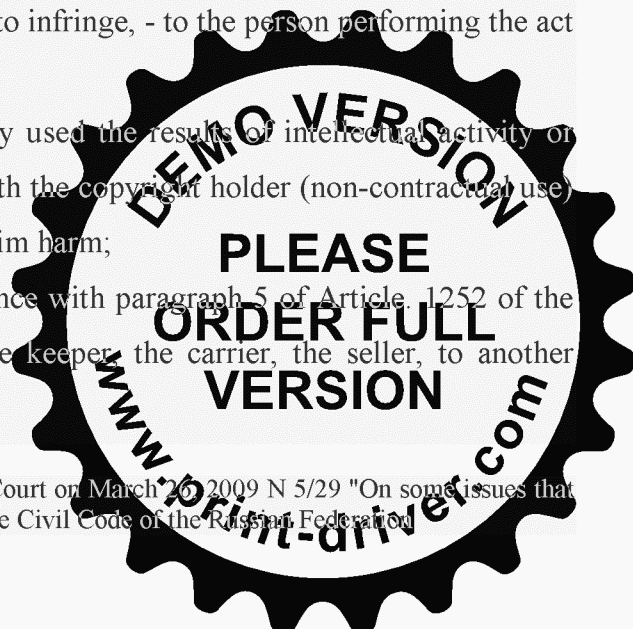 to infringe, - to the person performing the act
DEMO VERSION
y used the results of intellectual activity or
th the copyright holder (non-contractual use)
im harm;
PLEASE
nce with paragraph 5 of Article. 1252 of the
ORDER FULL
e keeper, the carrier, the seller, to another
VERSION
www.print-driver.com
Court on March 26, 2009 N 5/29 "On some issues that
e Civil Code of the Russian Federation